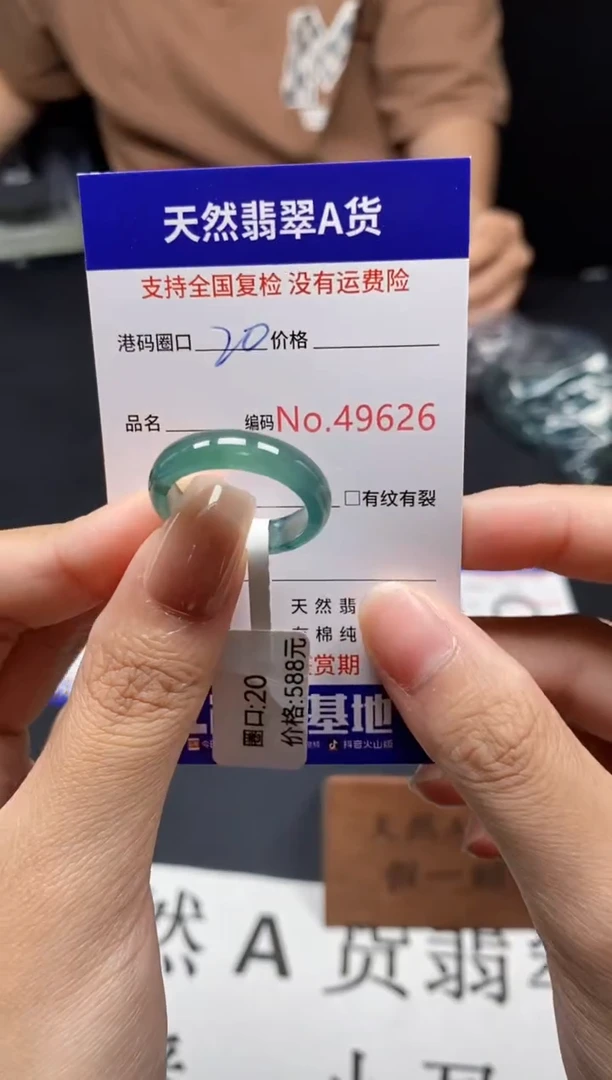 天然翡翠A货
支持全国复检 没有运费险
港码圈口 20 价格
品名 编码No.49626
□有纹有裂
天然翡
棉纯
赏期
圈口:20
价格:588元
基地
抖音火山版
然A货翡